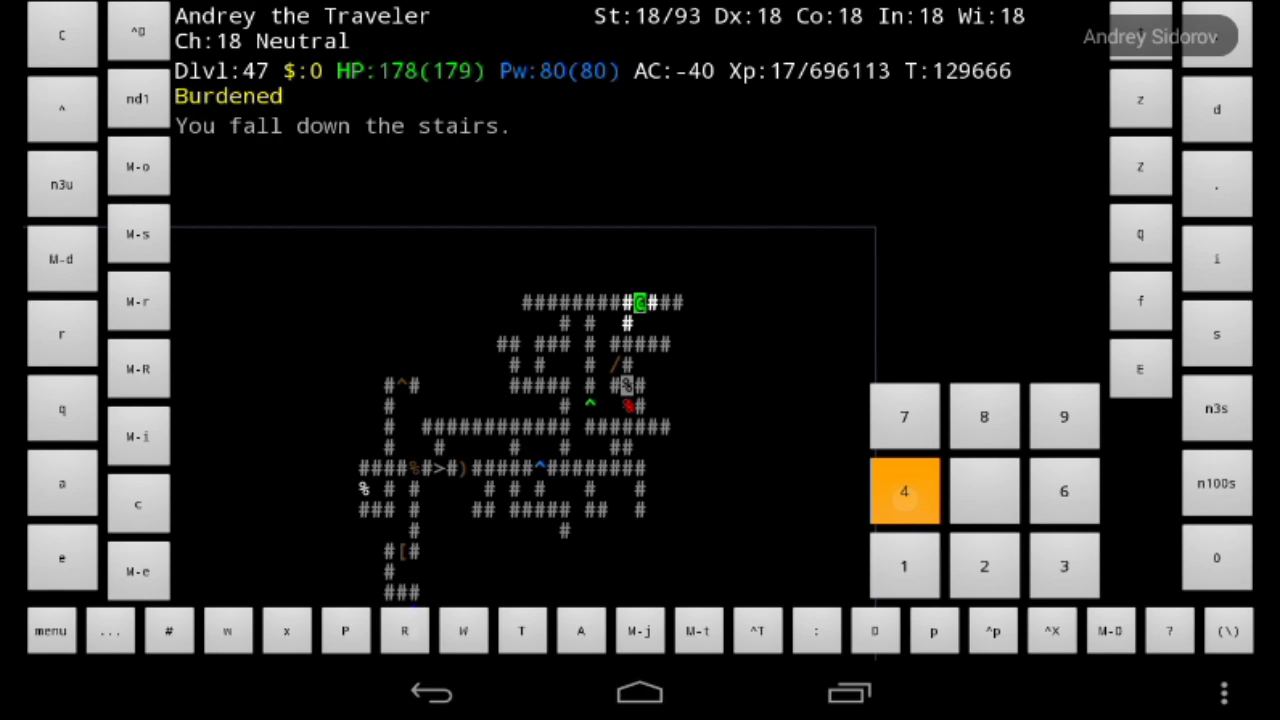 Andrey the Traveler St:18/93 Dx:18 Co:18 In:18 Wi:18
Ch:18 Neutral
Dlvl:47 $:0 HP:178(179) Pw:80(80) AC:-40 Xp:17/696113 T:129666
Burdened
You fall down the stairs.
Andrey Sidorov
C ^D
^ nd1
n3u M-o
M-d M-s
r M-r
q M-R
a M-i
e c
M-e
#########@####
# # #
## ### # #####
# # # /#
#^# ##### # #%#
# # ^ %#
# ############ #######
# # # # ##
####%#>#) #####^########
% # # # # # # #
### # ## ##### ## #
# #
#[#
#
###
z d
z .
q i
f s
E n3s
n100s
0
7 8 9
4 6
1 2 3
menu ... # w x P R W T A M-j M-t ^T : D p ^p ^X M-O ? (\)